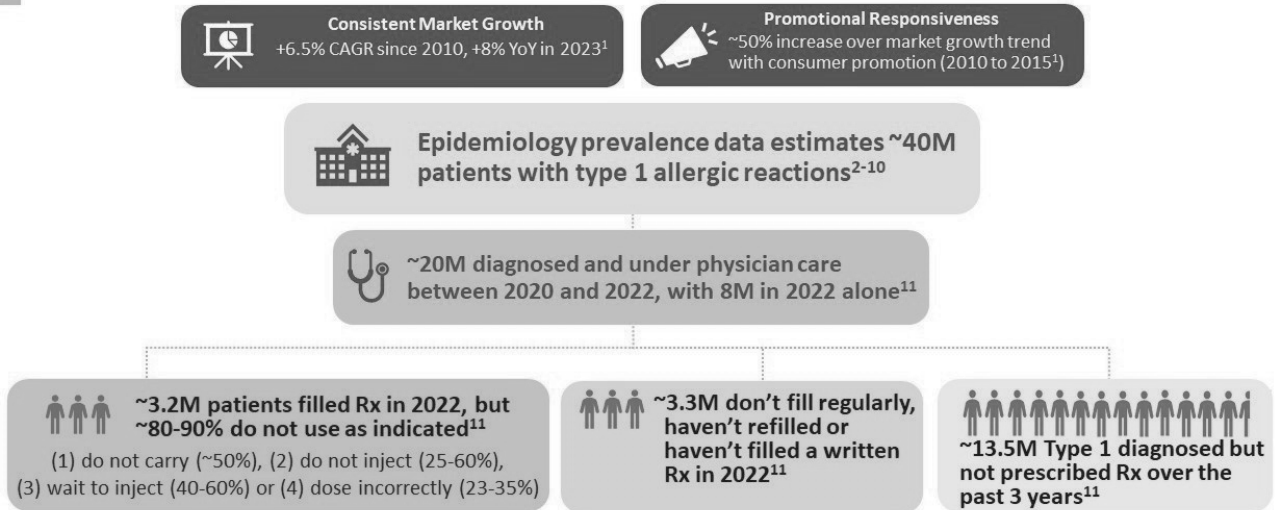 Consistent Market Growth
+6.5% CAGR since 2010, +8% YoY in 2023¹
Promotional Responsiveness
~50% increase over market growth trend
with consumer promotion (2010 to 2015¹)
Epidemiology prevalence data estimates ~40M
patients with type 1 allergic reactions²⁻¹⁰
~20M diagnosed and under physician care
between 2020 and 2022, with 8M in 2022 alone¹¹
~3.2M patients filled Rx in 2022, but
~80-90% do not use as indicated¹¹
(1) do not carry (~50%), (2) do not inject (25-60%),
(3) wait to inject (40-60%) or (4) dose incorrectly (23-35%)
~3.3M don't fill regularly,
haven't refilled or
haven't filled a written
Rx in 2022¹¹
~13.5M Type 1 diagnosed but
not prescribed Rx over the
past 3 years¹¹